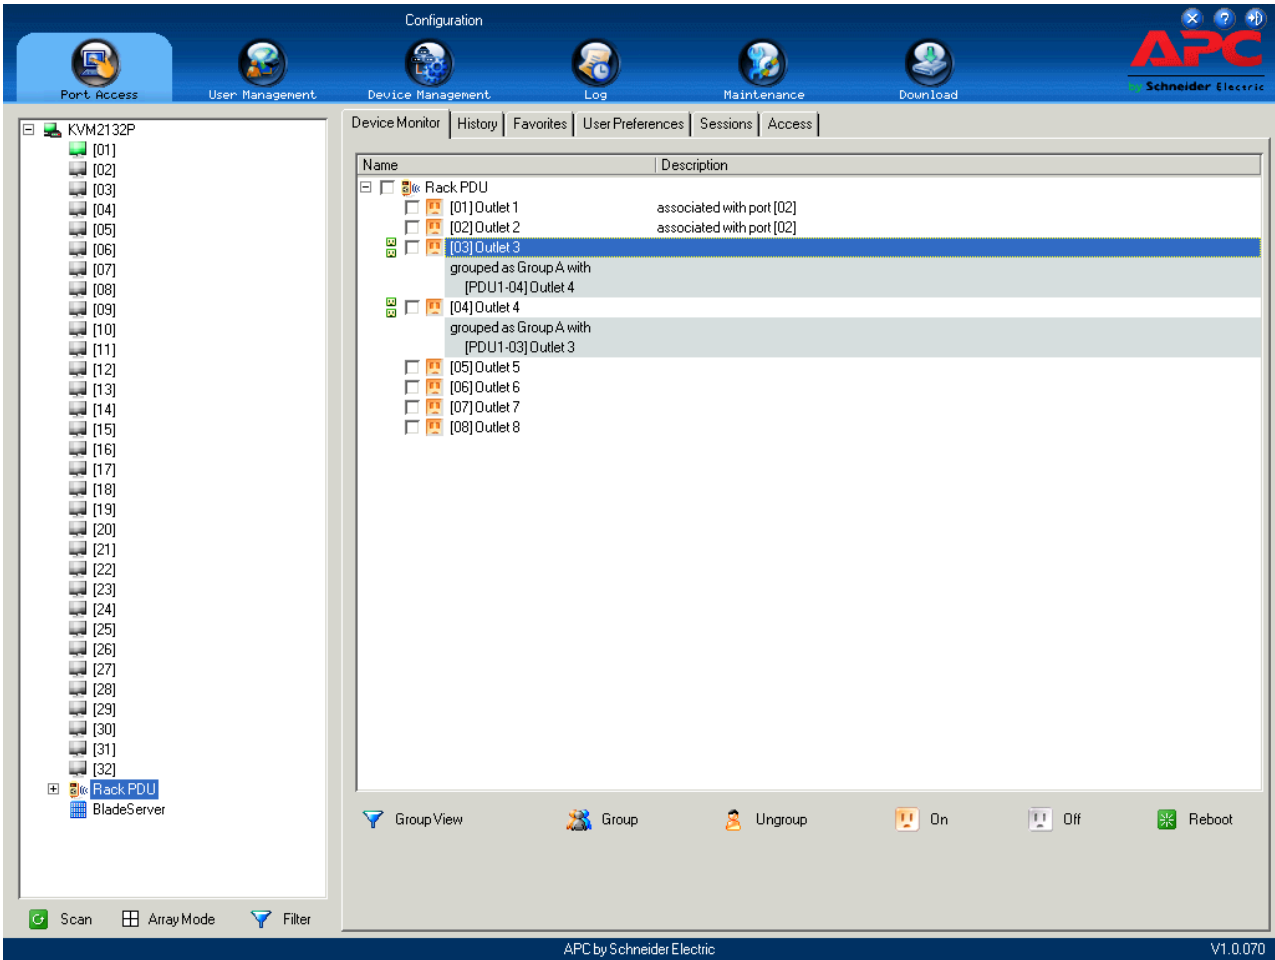 Configuration
Port Access
User Management
Device Management
Log
Maintenance
Download
APC
by Schneider Electric
KVM2132P
[01]
[02]
[03]
[04]
[05]
[06]
[07]
[08]
[09]
[10]
[11]
[12]
[13]
[14]
[15]
[16]
[17]
[18]
[19]
[20]
[21]
[22]
[23]
[24]
[25]
[26]
[27]
[28]
[29]
[30]
[31]
[32]
Rack PDU
BladeServer
Scan
Array Mode
Filter
Device Monitor
History
Favorites
User Preferences
Sessions
Access
Name
Description
Rack PDU
[01] Outlet 1 associated with port [02]
[02] Outlet 2 associated with port [02]
[03] Outlet 3
grouped as Group A with
[PDU1-04] Outlet 4
[04] Outlet 4
grouped as Group A with
[PDU1-03] Outlet 3
[05] Outlet 5
[06] Outlet 6
[07] Outlet 7
[08] Outlet 8
Group View
Group
Ungroup
On
Off
Reboot
APC by Schneider Electric
V1.0.070